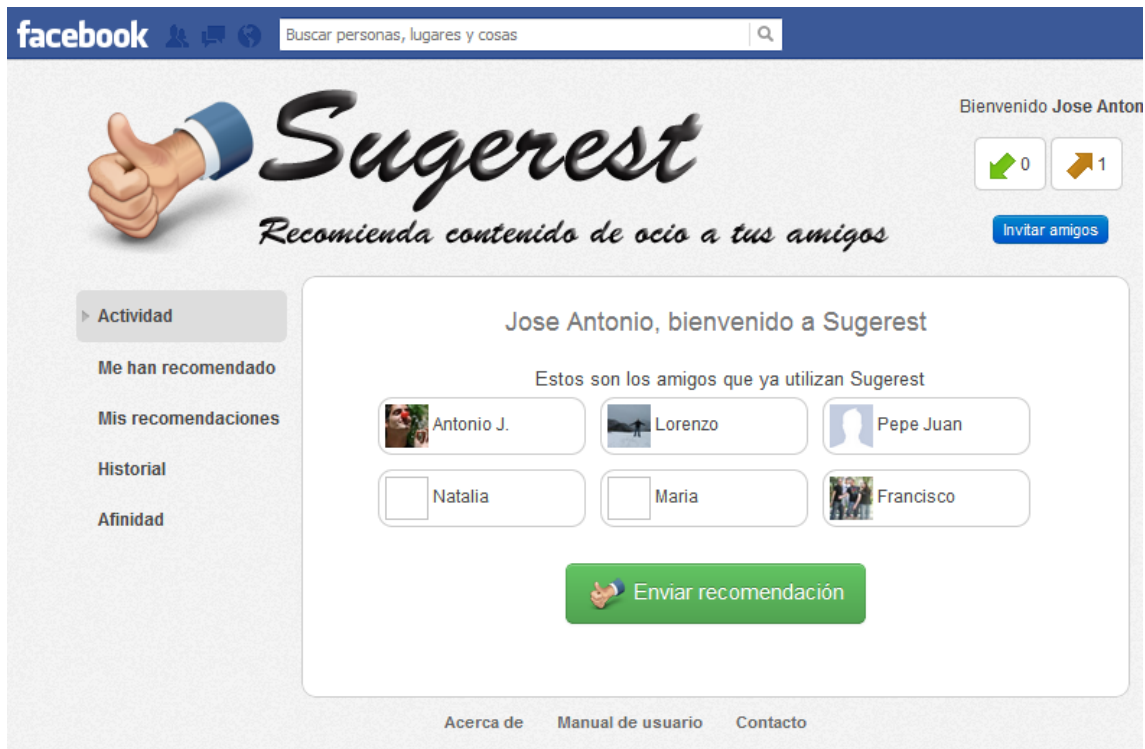 facebook
Buscar personas, lugares y cosas
Sugerest
Recomienda contenido de ocio a tus amigos
Bienvenido Jose Anton
0
1
Invitar amigos
Actividad
Me han recomendado
Mis recomendaciones
Historial
Afinidad
Jose Antonio, bienvenido a Sugerest
Estos son los amigos que ya utilizan Sugerest
Antonio J.
Lorenzo
Pepe Juan
Natalia
Maria
Francisco
Enviar recomendación
Acerca de
Manual de usuario
Contacto